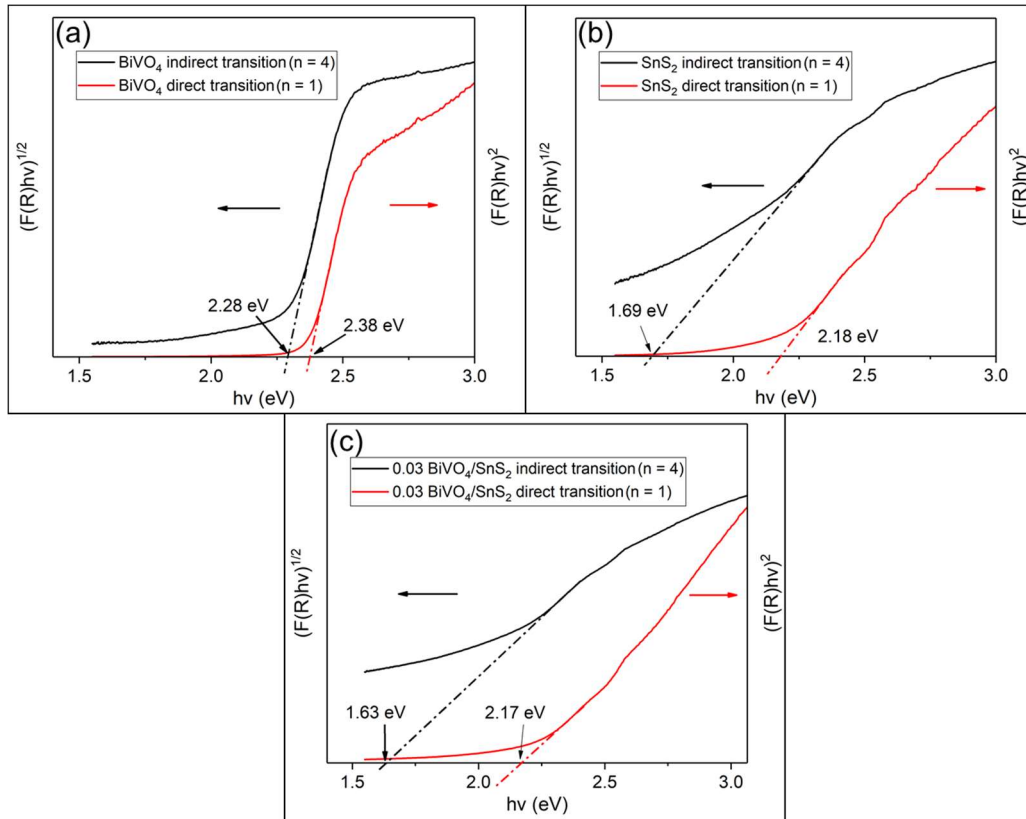 (a)
BiVO₄ indirect transition (n = 4)
BiVO₄ direct transition (n = 1)
(F(R)hv)^1/2
(F(R)hv)^2
2.28 eV
2.38 eV
2.0 2.5 3.0
hv (eV)
(b)
SnS₂ indirect transition (n = 4)
SnS₂ direct transition (n = 1)
(F(R)hv)^1/2
(F(R)hv)^2
1.69 eV
2.18 eV
1.5 2.0 2.5 3.0
hv (eV)
(c)
0.03 BiVO₄/SnS₂ indirect transition (n = 4)
0.03 BiVO₄/SnS₂ direct transition (n = 1)
(F(R)hv)^1/2
(F(R)hv)^2
1.63 eV
2.17 eV
1.5 2.0 2.5 3.0
hv (eV)